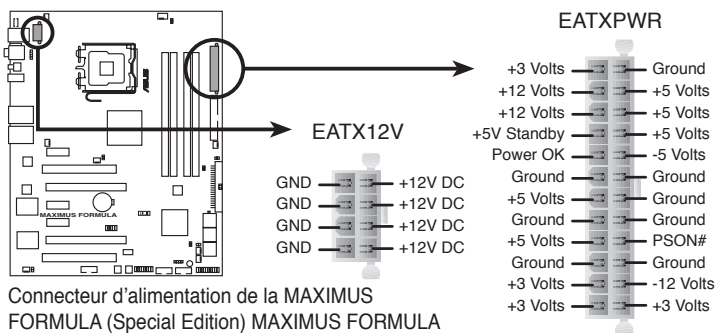 EATXPWR
+3 Volts Ground
+12 Volts +5 Volts
+12 Volts +5 Volts
+5V Standby +5 Volts
Power OK -5 Volts
Ground Ground
+5 Volts Ground
Ground Ground
+5 Volts PSON#
Ground Ground
+3 Volts -12 Volts
+3 Volts +3 Volts
EATX12V
GND +12V DC
GND +12V DC
GND +12V DC
GND +12V DC
ASUS
MAXIMUS FORMULA
Connecteur d’alimentation de la MAXIMUS
FORMULA (Special Edition) MAXIMUS FORMULA